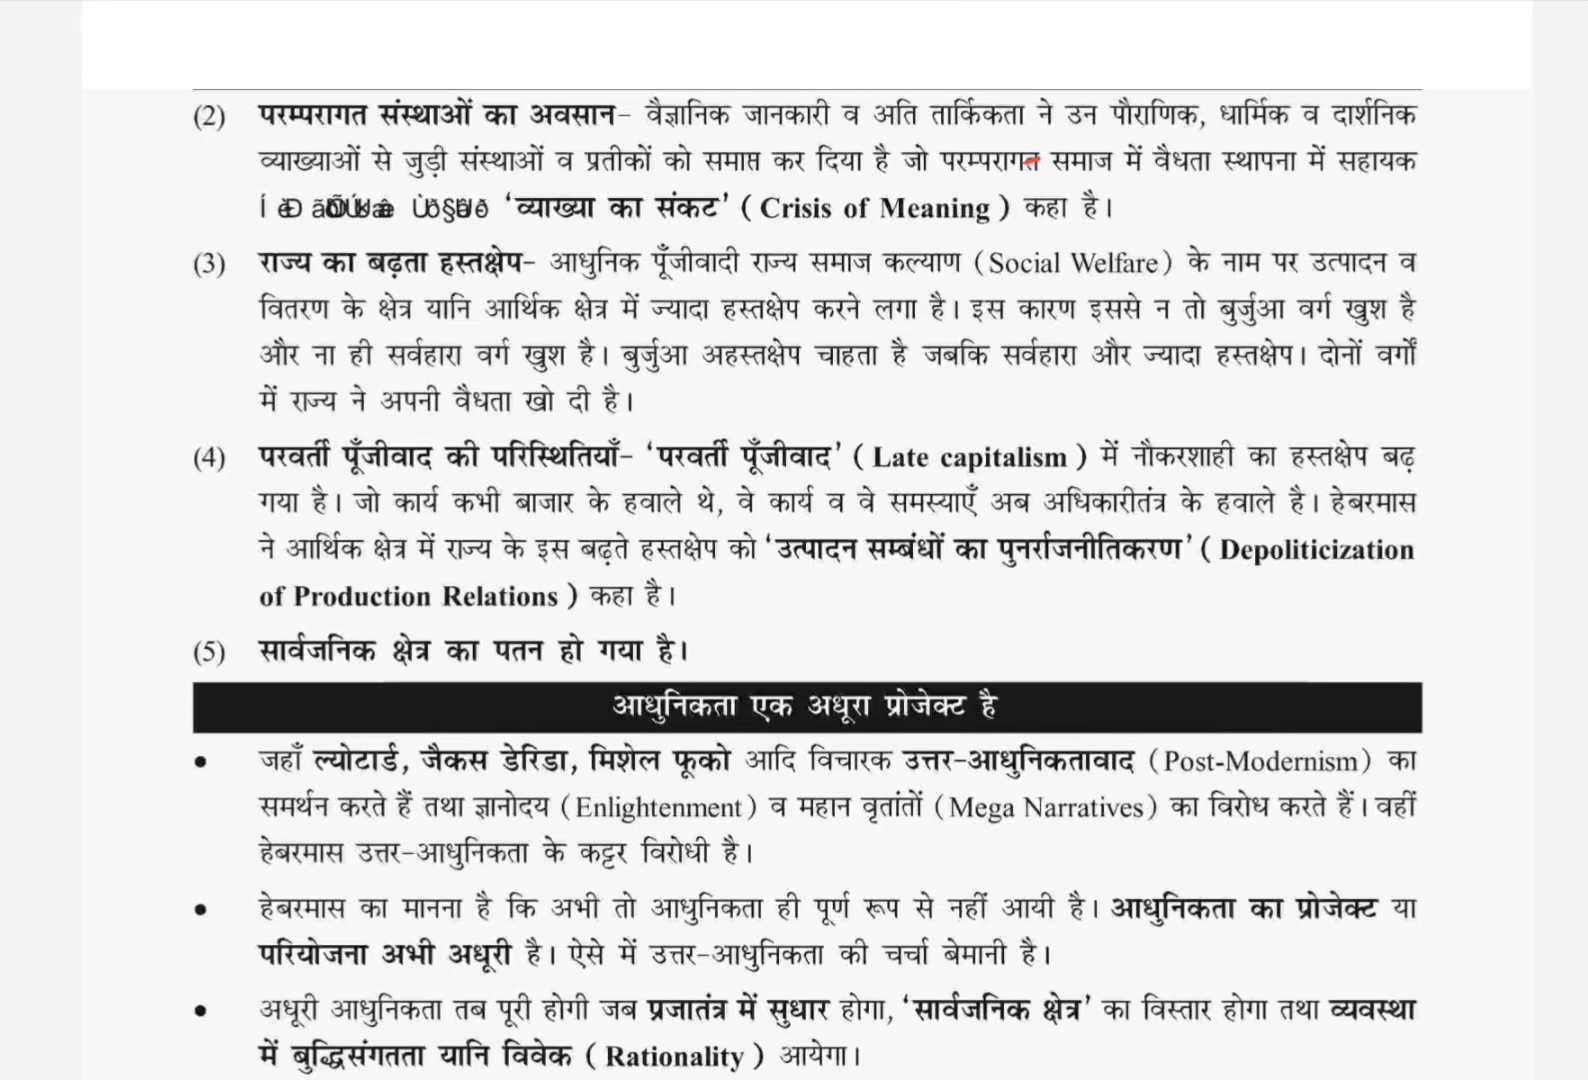 (2) परम्परागत संस्थाओं का अवसान– वैज्ञानिक जानकारी व अति तार्किकता ने उन पौराणिक, धार्मिक व दार्शनिक
व्याख्याओं से जुड़ी संस्थाओं व प्रतीकों को समाप्त कर दिया है जो परम्परागत समाज में वैधता स्थापना में सहायक
‘व्याख्या का संकट’ ( Crisis of Meaning ) कहा है।
(3) राज्य का बढ़ता हस्तक्षेप– आधुनिक पूँजीवादी राज्य समाज कल्याण (Social Welfare) के नाम पर उत्पादन व
वितरण के क्षेत्र यानि आर्थिक क्षेत्र में ज्यादा हस्तक्षेप करने लगा है। इस कारण इससे न तो बुर्जुआ वर्ग खुश है
और ना ही सर्वहारा वर्ग खुश है। बुर्जुआ अहस्तक्षेप चाहता है जबकि सर्वहारा और ज्यादा हस्तक्षेप। दोनों वर्गों
में राज्य ने अपनी वैधता खो दी है।
(4) परवर्ती पूँजीवाद की परिस्थितियाँ– ‘परवर्ती पूँजीवाद’ ( Late capitalism ) में नौकरशाही का हस्तक्षेप बढ़
गया है। जो कार्य कभी बाजार के हवाले थे, वे कार्य व वे समस्याएँ अब अधिकारीतंत्र के हवाले है। हेबरमास
ने आर्थिक क्षेत्र में राज्य के इस बढ़ते हस्तक्षेप को ‘उत्पादन सम्बंधों का पुनर्राजनीतिकरण’ ( Depoliticization
of Production Relations ) कहा है।
(5) सार्वजनिक क्षेत्र का पतन हो गया है।
आधुनिकता एक अधूरा प्रोजेक्ट है
• जहाँ ल्योटार्ड, जैकस डेरिडा, मिशेल फूको आदि विचारक उत्तर–आधुनिकतावाद (Post-Modernism) का
समर्थन करते हैं तथा ज्ञानोदय (Enlightenment) व महान वृतांतों (Mega Narratives) का विरोध करते हैं। वहीं
हेबरमास उत्तर–आधुनिकता के कट्टर विरोधी है।
• हेबरमास का मानना है कि अभी तो आधुनिकता ही पूर्ण रूप से नहीं आयी है। आधुनिकता का प्रोजेक्ट या
परियोजना अभी अधूरी है। ऐसे में उत्तर–आधुनिकता की चर्चा बेमानी है।
• अधूरी आधुनिकता तब पूरी होगी जब प्रजातंत्र में सुधार होगा, ‘सार्वजनिक क्षेत्र’ का विस्तार होगा तथा व्यवस्था
में बुद्धिसंगतता यानि विवेक ( Rationality ) आयेगा।